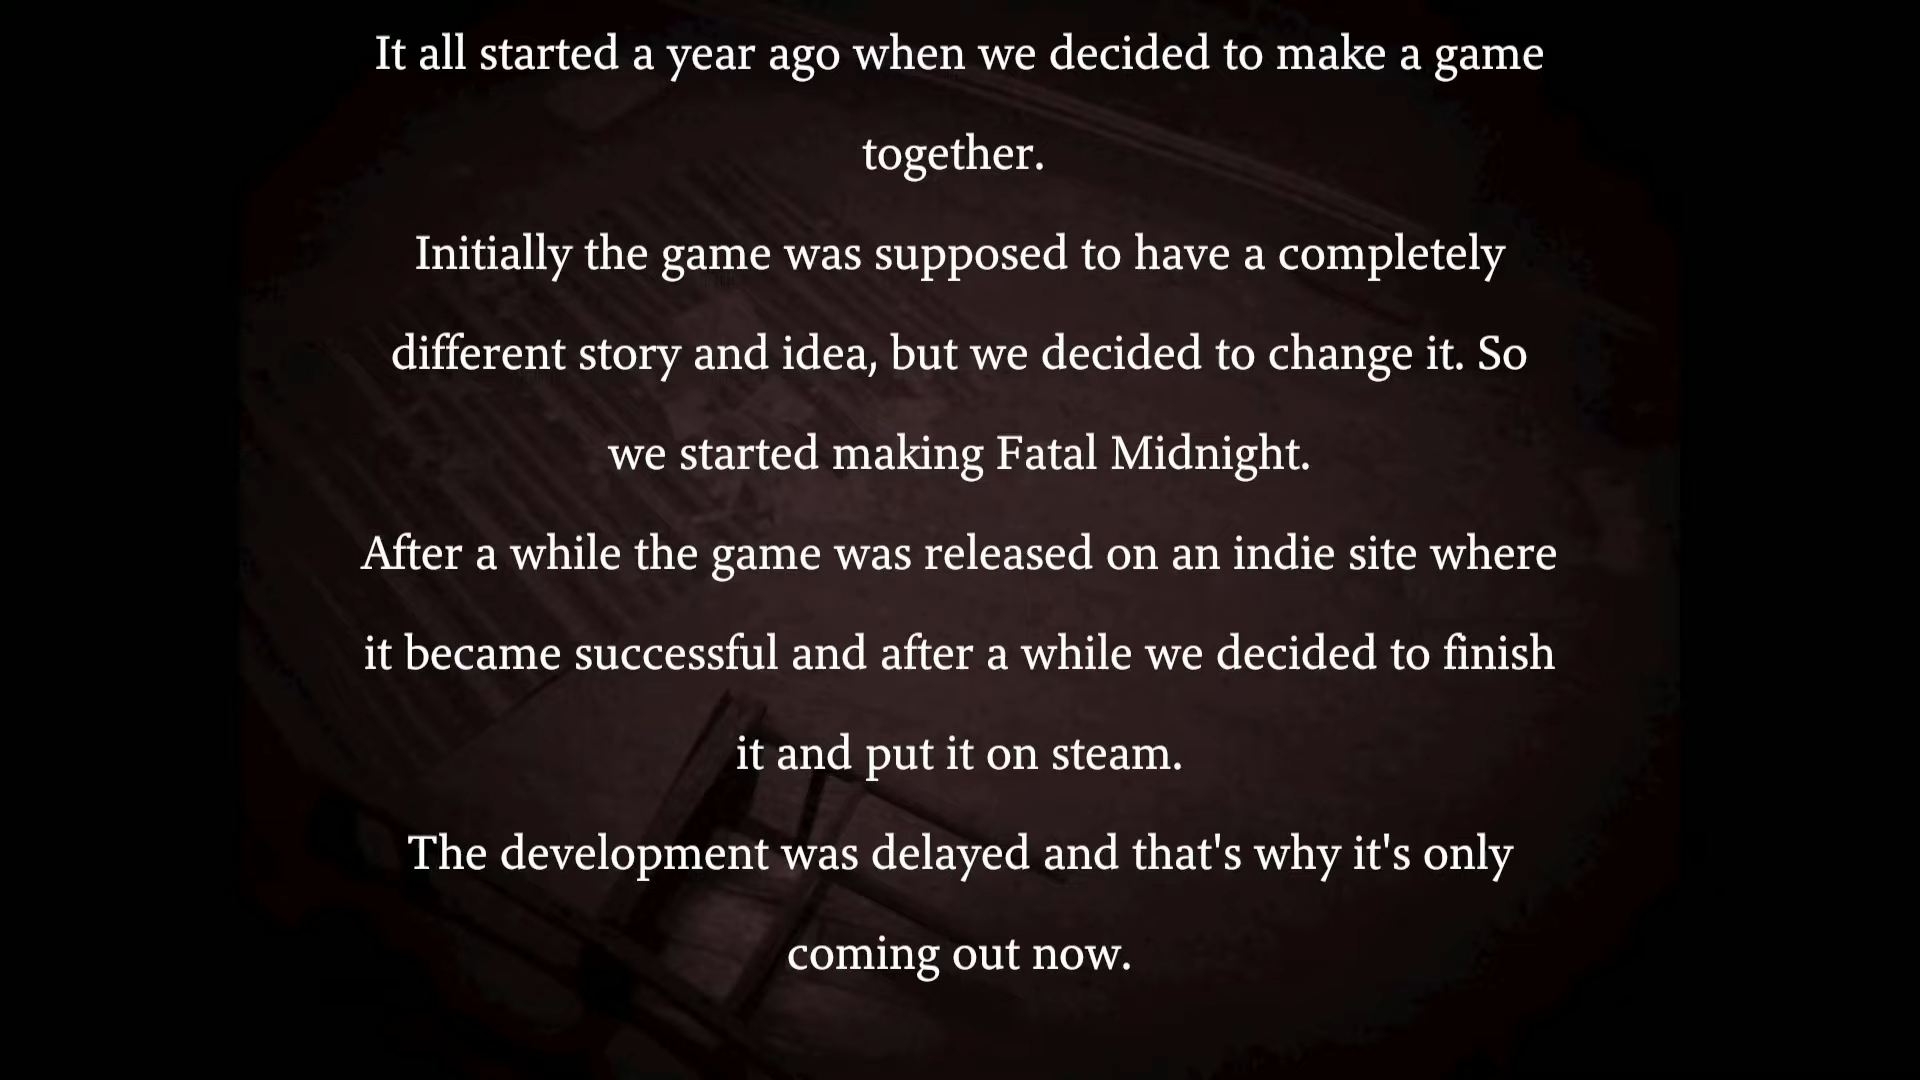 It all started a year ago when we decided to make a game
together.
Initially the game was supposed to have a completely
different story and idea, but we decided to change it. So
we started making Fatal Midnight.
After a while the game was released on an indie site where
it became successful and after a while we decided to finish
it and put it on steam.
The development was delayed and that's why it's only
coming out now.